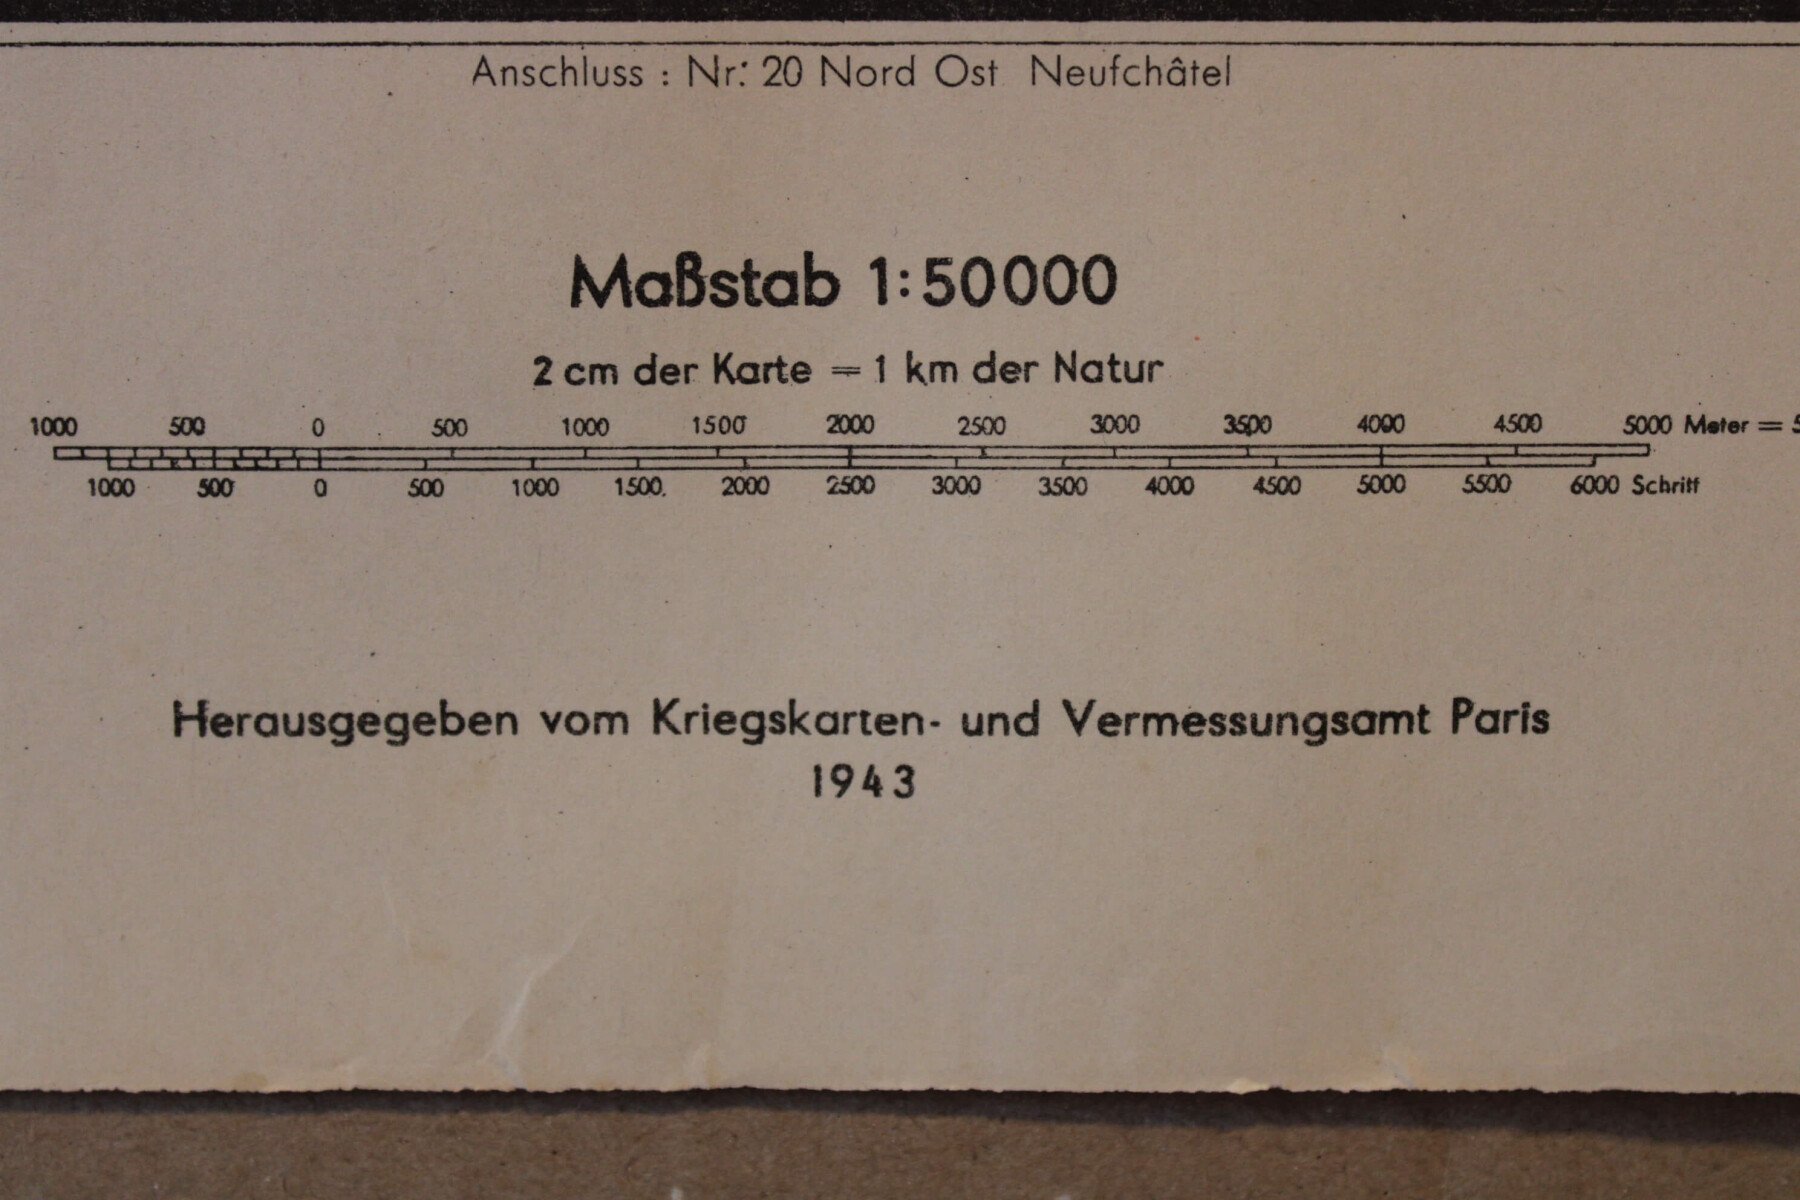 Anschluss : Nr. 20 Nord Ost Neufchâtel
Maßstab 1:50000
2 cm der Karte = 1 km der Natur
1000 500 0 500 1000 1500 2000 2500 3000 3500 4000 4500 5000 Meter =
1000 500 0 500 1000 1500 2000 2500 3000 3500 4000 4500 5000 5500 6000 Schritt
Herausgegeben vom Kriegskarten- und Vermessungsamt Paris
1943